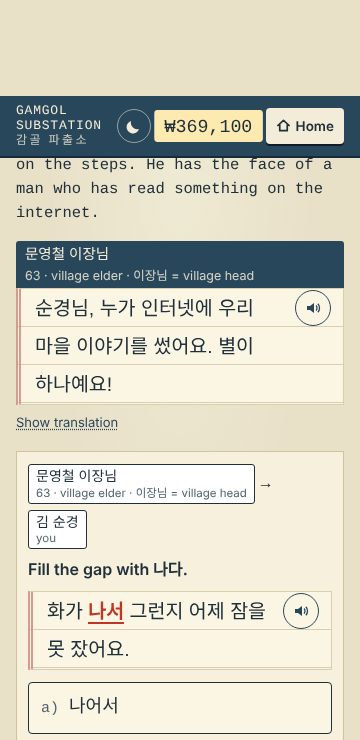 GAMGOL
SUBSTATION
감골 파출소
₩369,100
Home
on the steps. He has the face of a
man who has read something on the
internet.
문영철 이장님
63 · village elder · 이장님 = village head
순경님, 누가 인터넷에 우리
마을 이야기를 썼어요. 별이
하나예요!
Show translation
문영철 이장님
63 · village elder · 이장님 = village head
→
김 순경
you
Fill the gap with 나다.
화가 나서 그런지 어제 잠을
못 잤어요.
a) 나어서